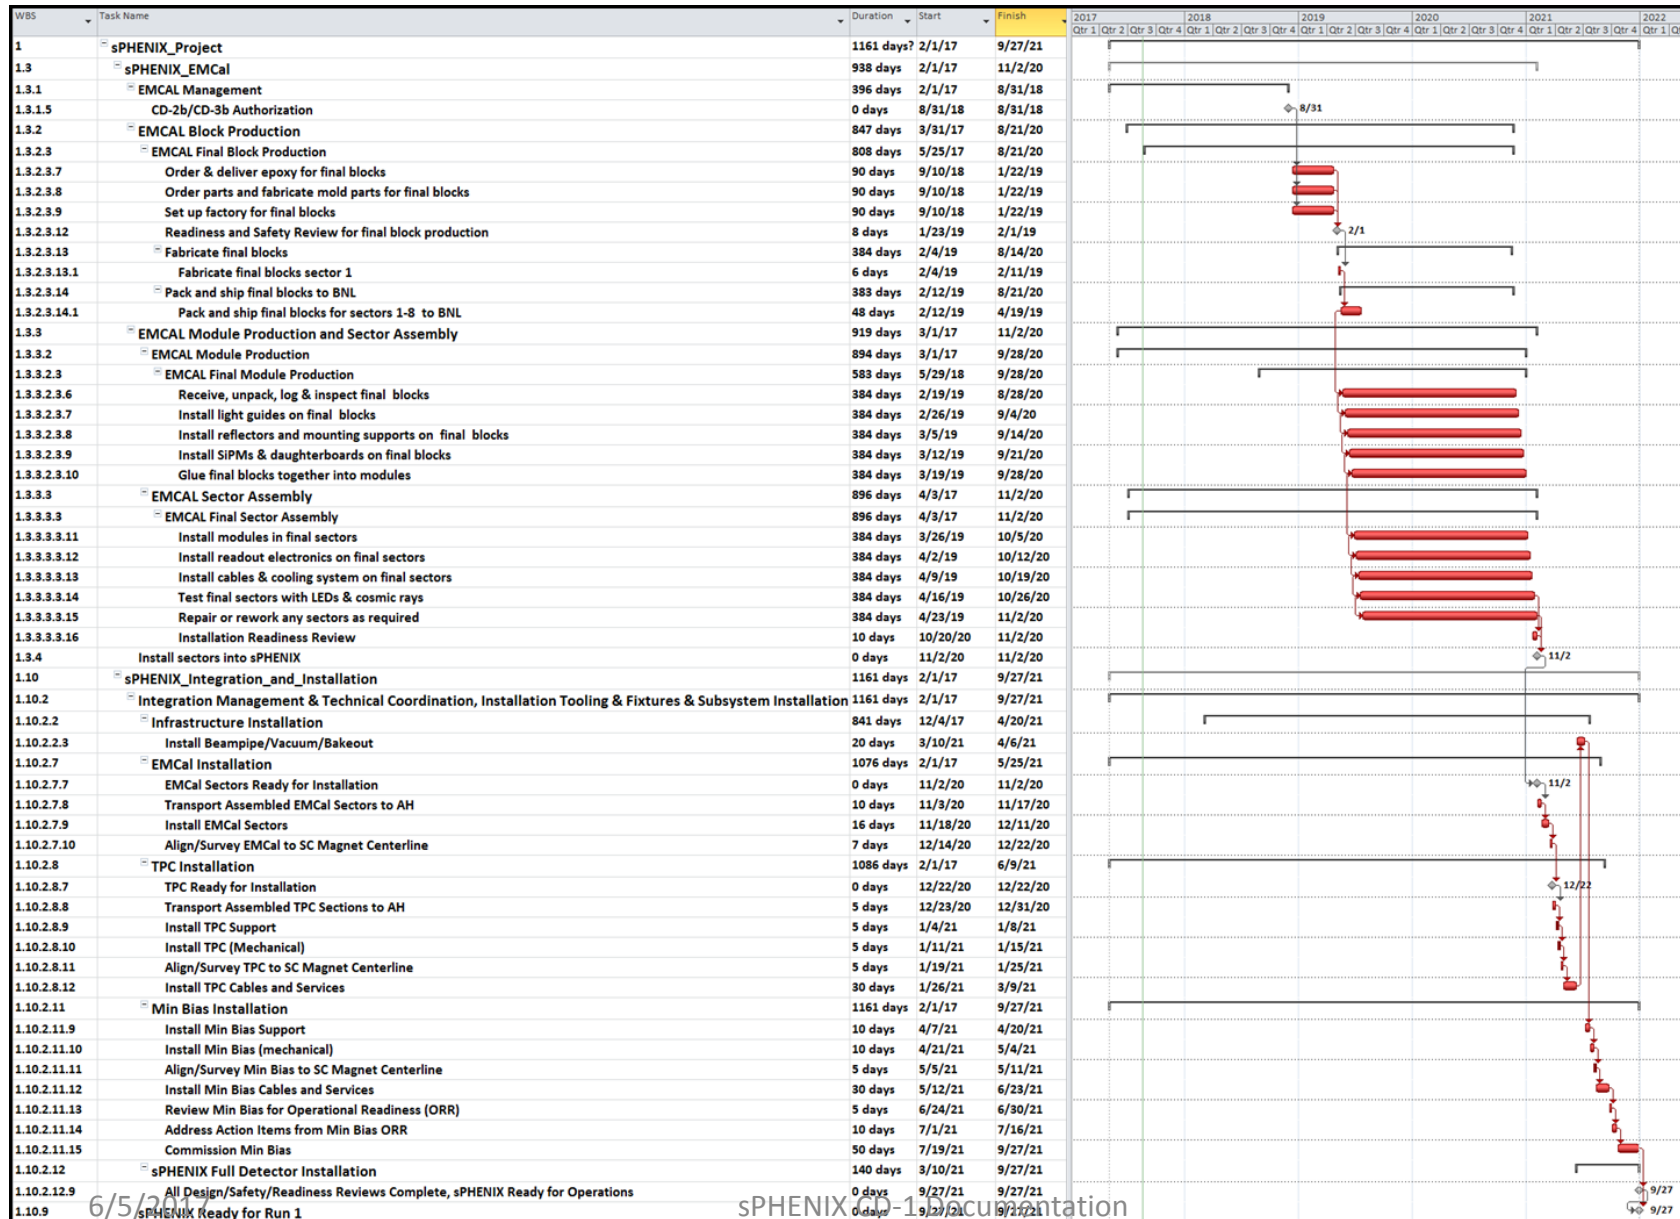 WBS Task Name Duration Start Finish 2017 2018 2019 2020 2021 2022
Qtr 1 Qtr 2 Qtr 3 Qtr 4 Qtr 1 Qtr 2 Qtr 3 Qtr 4 Qtr 1 Qtr 2 Qtr 3 Qtr 4 Qtr 1 Qtr 2 Qtr 3 Qtr 4 Qtr 1 Qtr 2 Qtr 3 Qtr 4 Qtr 1
1 sPHENIX_Project 1161 days? 2/1/17 9/27/21
1.3 sPHENIX_EMCal 938 days 2/1/17 11/2/20
1.3.1 EMCAL Management 396 days 2/1/17 8/31/18
1.3.1.5 CD-2b/CD-3b Authorization 0 days 8/31/18 8/31/18 8/31
1.3.2 EMCAL Block Production 847 days 3/31/17 8/21/20
1.3.2.3 EMCAL Final Block Production 808 days 5/25/17 8/21/20
1.3.2.3.7 Order & deliver epoxy for final blocks 90 days 9/10/18 1/22/19
1.3.2.3.8 Order parts and fabricate mold parts for final blocks 90 days 9/10/18 1/22/19
1.3.2.3.9 Set up factory for final blocks 90 days 9/10/18 1/22/19
1.3.2.3.12 Readiness and Safety Review for final block production 8 days 1/23/19 2/1/19 2/1
1.3.2.3.13 Fabricate final blocks 384 days 2/4/19 8/14/20
1.3.2.3.13.1 Fabricate final blocks sector 1 6 days 2/4/19 2/11/19
1.3.2.3.14 Pack and ship final blocks to BNL 383 days 2/12/19 8/21/20
1.3.2.3.14.1 Pack and ship final blocks for sectors 1-8 to BNL 48 days 2/12/19 4/19/19
1.3.3 EMCAL Module Production and Sector Assembly 919 days 3/1/17 11/2/20
1.3.3.2 EMCAL Module Production 894 days 3/1/17 9/28/20
1.3.3.2.3 EMCAL Final Module Production 583 days 5/29/18 9/28/20
1.3.3.2.3.6 Receive, unpack, log & inspect final blocks 384 days 2/19/19 8/28/20
1.3.3.2.3.7 Install light guides on final blocks 384 days 2/26/19 9/4/20
1.3.3.2.3.8 Install reflectors and mounting supports on final blocks 384 days 3/5/19 9/14/20
1.3.3.2.3.9 Install SiPMs & daughterboards on final blocks 384 days 3/12/19 9/21/20
1.3.3.2.3.10 Glue final blocks together into modules 384 days 3/19/19 9/28/20
1.3.3.3 EMCAL Sector Assembly 896 days 4/3/17 11/2/20
1.3.3.3.3 EMCAL Final Sector Assembly 896 days 4/3/17 11/2/20
1.3.3.3.3.11 Install modules in final sectors 384 days 3/26/19 10/5/20
1.3.3.3.3.12 Install readout electronics on final sectors 384 days 4/2/19 10/12/20
1.3.3.3.3.13 Install cables & cooling system on final sectors 384 days 4/9/19 10/19/20
1.3.3.3.3.14 Test final sectors with LEDs & cosmic rays 384 days 4/16/19 10/26/20
1.3.3.3.3.15 Repair or rework any sectors as required 384 days 4/23/19 11/2/20
1.3.3.3.3.16 Installation Readiness Review 10 days 10/20/20 11/2/20
1.3.4 Install sectors into sPHENIX 0 days 11/2/20 11/2/20 11/2
1.10 sPHENIX_Integration_and_Installation 1161 days 2/1/17 9/27/21
1.10.2 Integration Management & Technical Coordination, Installation Tooling & Fixtures & Subsystem Installation 1161 days 2/1/17 9/27/21
1.10.2.2 Infrastructure Installation 841 days 12/4/17 4/20/21
1.10.2.2.3 Install Beampipe/Vacuum/Bakeout 20 days 3/10/21 4/6/21
1.10.2.7 EMCal Installation 1076 days 2/1/17 5/25/21
1.10.2.7.7 EMCal Sectors Ready for Installation 0 days 11/2/20 11/2/20 11/2
1.10.2.7.8 Transport Assembled EMCal Sectors to AH 10 days 11/3/20 11/17/20
1.10.2.7.9 Install EMCal Sectors 16 days 11/18/20 12/11/20
1.10.2.7.10 Align/Survey EMCal to SC Magnet Centerline 7 days 12/14/20 12/22/20
1.10.2.8 TPC Installation 1086 days 2/1/17 6/9/21
1.10.2.8.7 TPC Ready for Installation 0 days 12/22/20 12/22/20 12/22
1.10.2.8.8 Transport Assembled TPC Sections to AH 5 days 12/23/20 12/31/20
1.10.2.8.9 Install TPC Support 5 days 1/4/21 1/8/21
1.10.2.8.10 Install TPC (Mechanical) 5 days 1/11/21 1/15/21
1.10.2.8.11 Align/Survey TPC to SC Magnet Centerline 5 days 1/19/21 1/25/21
1.10.2.8.12 Install TPC Cables and Services 30 days 1/26/21 3/9/21
1.10.2.11 Min Bias Installation 1161 days 2/1/17 9/27/21
1.10.2.11.9 Install Min Bias Support 10 days 4/7/21 4/20/21
1.10.2.11.10 Install Min Bias (mechanical) 10 days 4/21/21 5/4/21
1.10.2.11.11 Align/Survey Min Bias to SC Magnet Centerline 5 days 5/5/21 5/11/21
1.10.2.11.12 Install Min Bias Cables and Services 30 days 5/12/21 6/23/21
1.10.2.11.13 Review Min Bias for Operational Readiness (ORR) 5 days 6/24/21 6/30/21
1.10.2.11.14 Address Action Items from Min Bias ORR 10 days 7/1/21 7/16/21
1.10.2.11.15 Commission Min Bias 50 days 7/19/21 9/27/21
1.10.2.12 sPHENIX Full Detector Installation 140 days 3/10/21 9/27/21
1.10.2.12.9 All Design/Safety/Readiness Reviews Complete, sPHENIX Ready for Operations 0 days 9/27/21 9/27/21 9/27
1.10.9 sPHENIX Ready for Run 1 0 days 9/27/21 9/27/21 9/27
6/5/2017 sPHENIX CD-1 Documentation